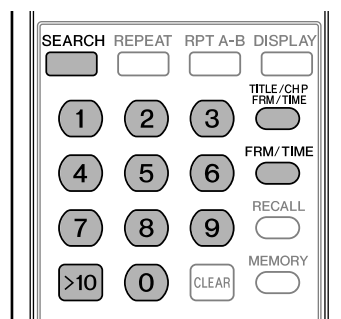 SEARCH REPEAT RPT A-B DISPLAY
TITLE/CHP
FRM/TIME
1 2 3
FRM/TIME
4 5 6
RECALL
7 8 9
MEMORY
>10 0 CLEAR